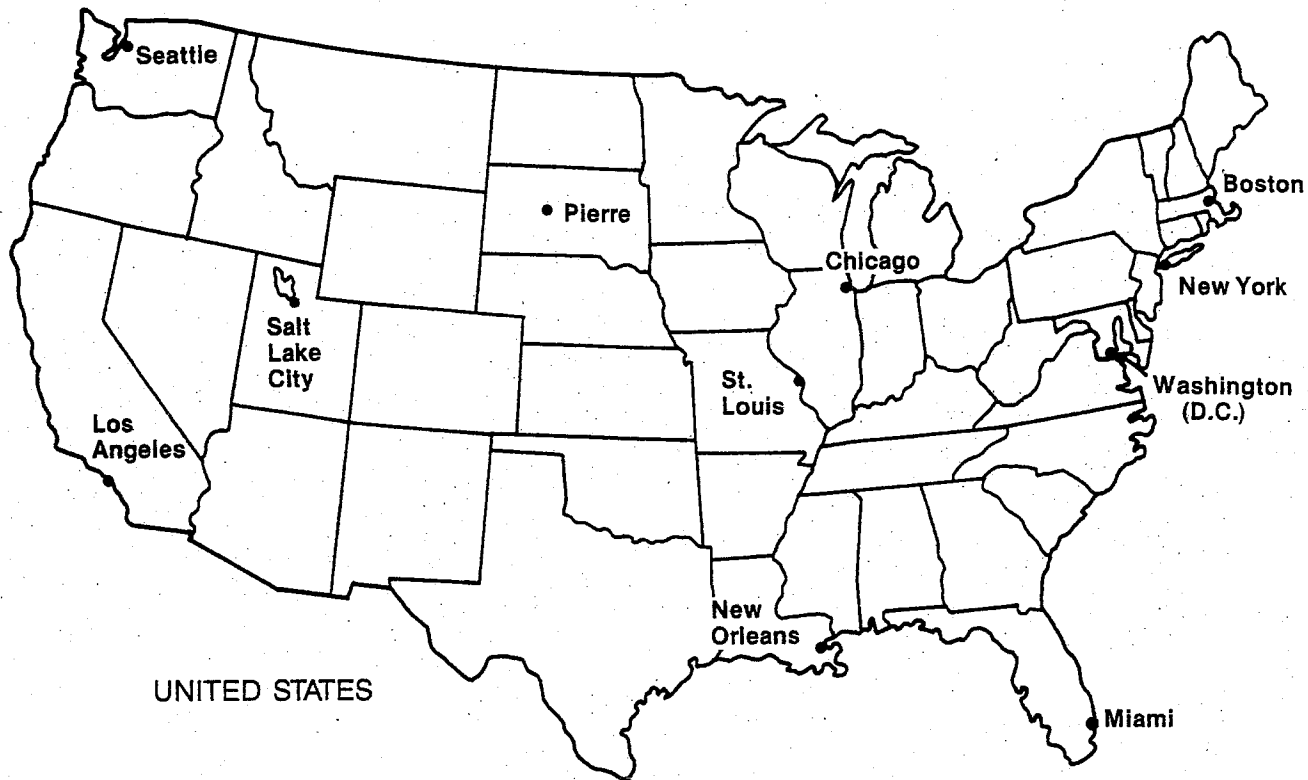 Seattle
Boston
Pierre
Chicago
New York
Salt
Lake
City
St.
Louis
Washington
(D.C.)
Los
Angeles
New
Orleans
UNITED STATES
Miami